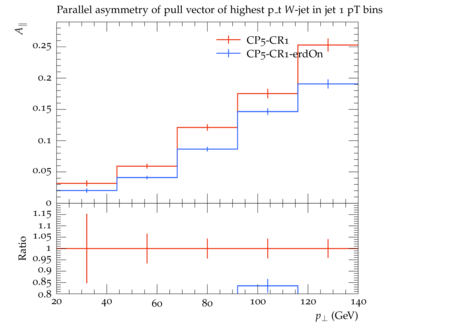 Parallel asymmetry of pull vector of highest p_t W-jet in jet 1 pT bins
A∥
CP5-CR1
CP5-CR1-erdOn
0.25
0.2
0.15
0.1
0.05
0
Ratio
1.15
1.1
1.05
1
0.95
0.9
0.85
0.8
20 40 60 80 100 120 140
p⊥ (GeV)